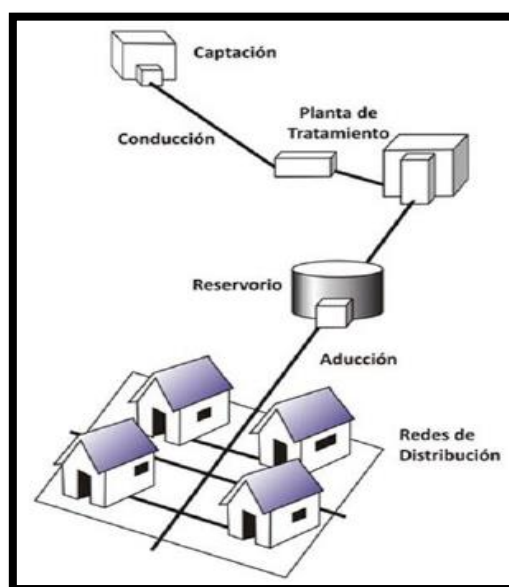 Captación
Conducción
Planta de
Tratamiento
Reservorio
Aducción
Redes de
Distribución